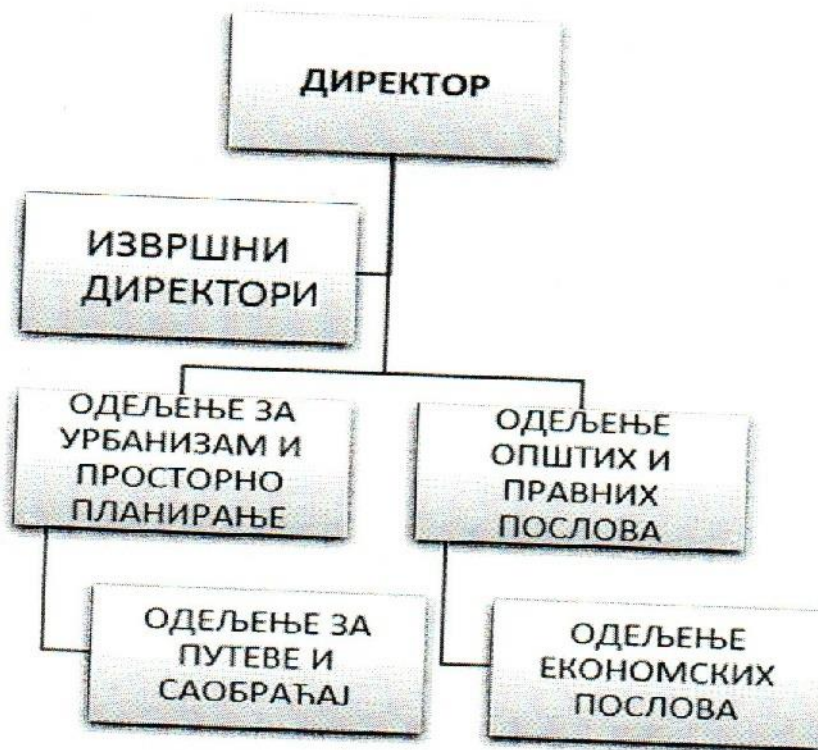 ДИРЕКТОР
ИЗВРШНИ
ДИРЕКТОРИ
ОДЕЉЕЊЕ ЗА
УРБАНИЗАМ И
ПРОСТОРНО
ПЛАНИРАЊЕ
ОДЕЉЕЊЕ
ОПШТИХ И
ПРАВНИХ
ПОСЛОВА
ОДЕЉЕЊЕ ЗА
ПУТЕВЕ И
САОБРАЋАЈ
ОДЕЉЕЊЕ
ЕКОНОМСКИХ
ПОСЛОВА